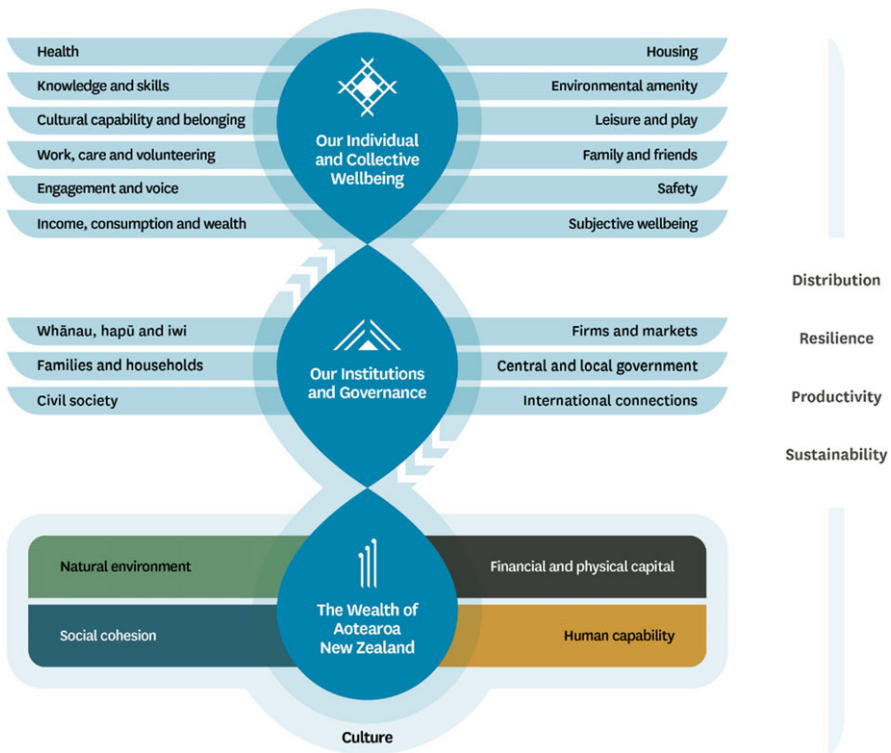 Health
Housing
Knowledge and skills
Environmental amenity
Cultural capability and belonging
Leisure and play
Our Individual
and Collective
Wellbeing
Work, care and volunteering
Family and friends
Engagement and voice
Safety
Income, consumption and wealth
Subjective wellbeing
Whānau, hapū and iwi
Firms and markets
Families and households
Central and local government
Our Institutions
and Governance
Civil society
International connections
Distribution
Resilience
Productivity
Sustainability
Natural environment
Financial and physical capital
The Wealth of
Aotearoa
New Zealand
Social cohesion
Human capability
Culture